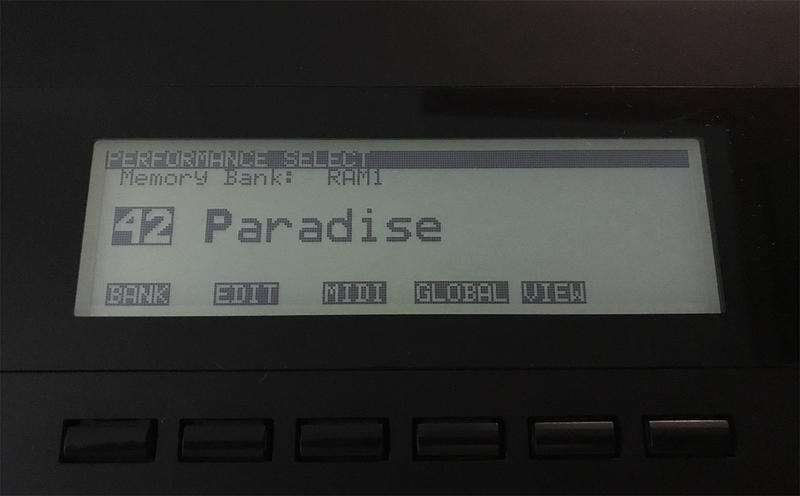 PERFORMANCE SELECT
Memory Bank: RAM1
42 Paradise
BANK EDIT MIDI GLOBAL VIEW